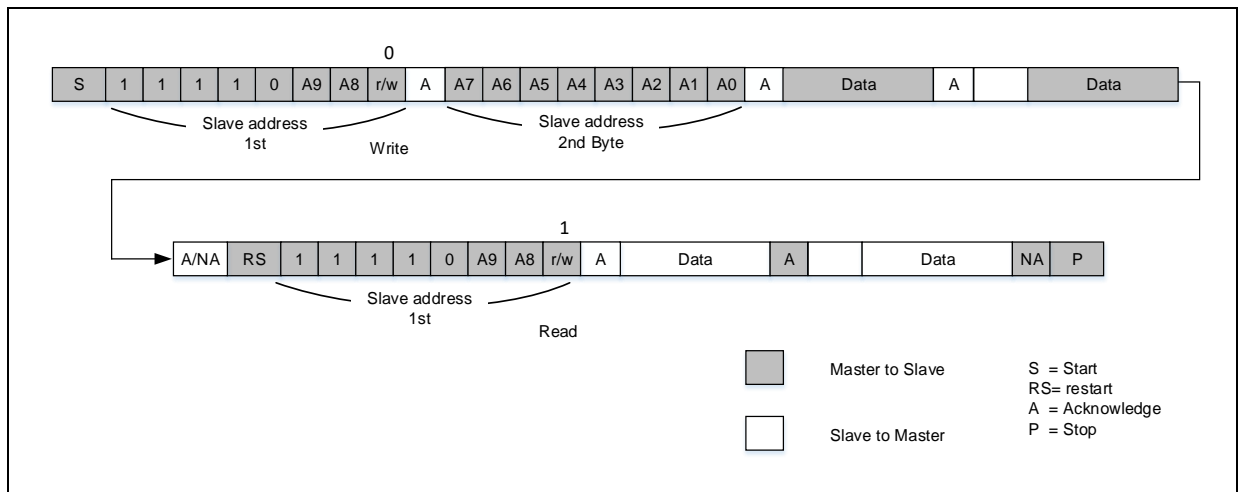 0
S 1 1 1 1 0 A9 A8 r/w A A7 A6 A5 A4 A3 A2 A1 A0 A Data A Data
Slave address
1st
Write
Slave address
2nd Byte
1
A/NA RS 1 1 1 1 0 A9 A8 r/w A Data A Data NA P
Slave address
1st
Read
Master to Slave
Slave to Master
S = Start
RS= restart
A = Acknowledge
P = Stop